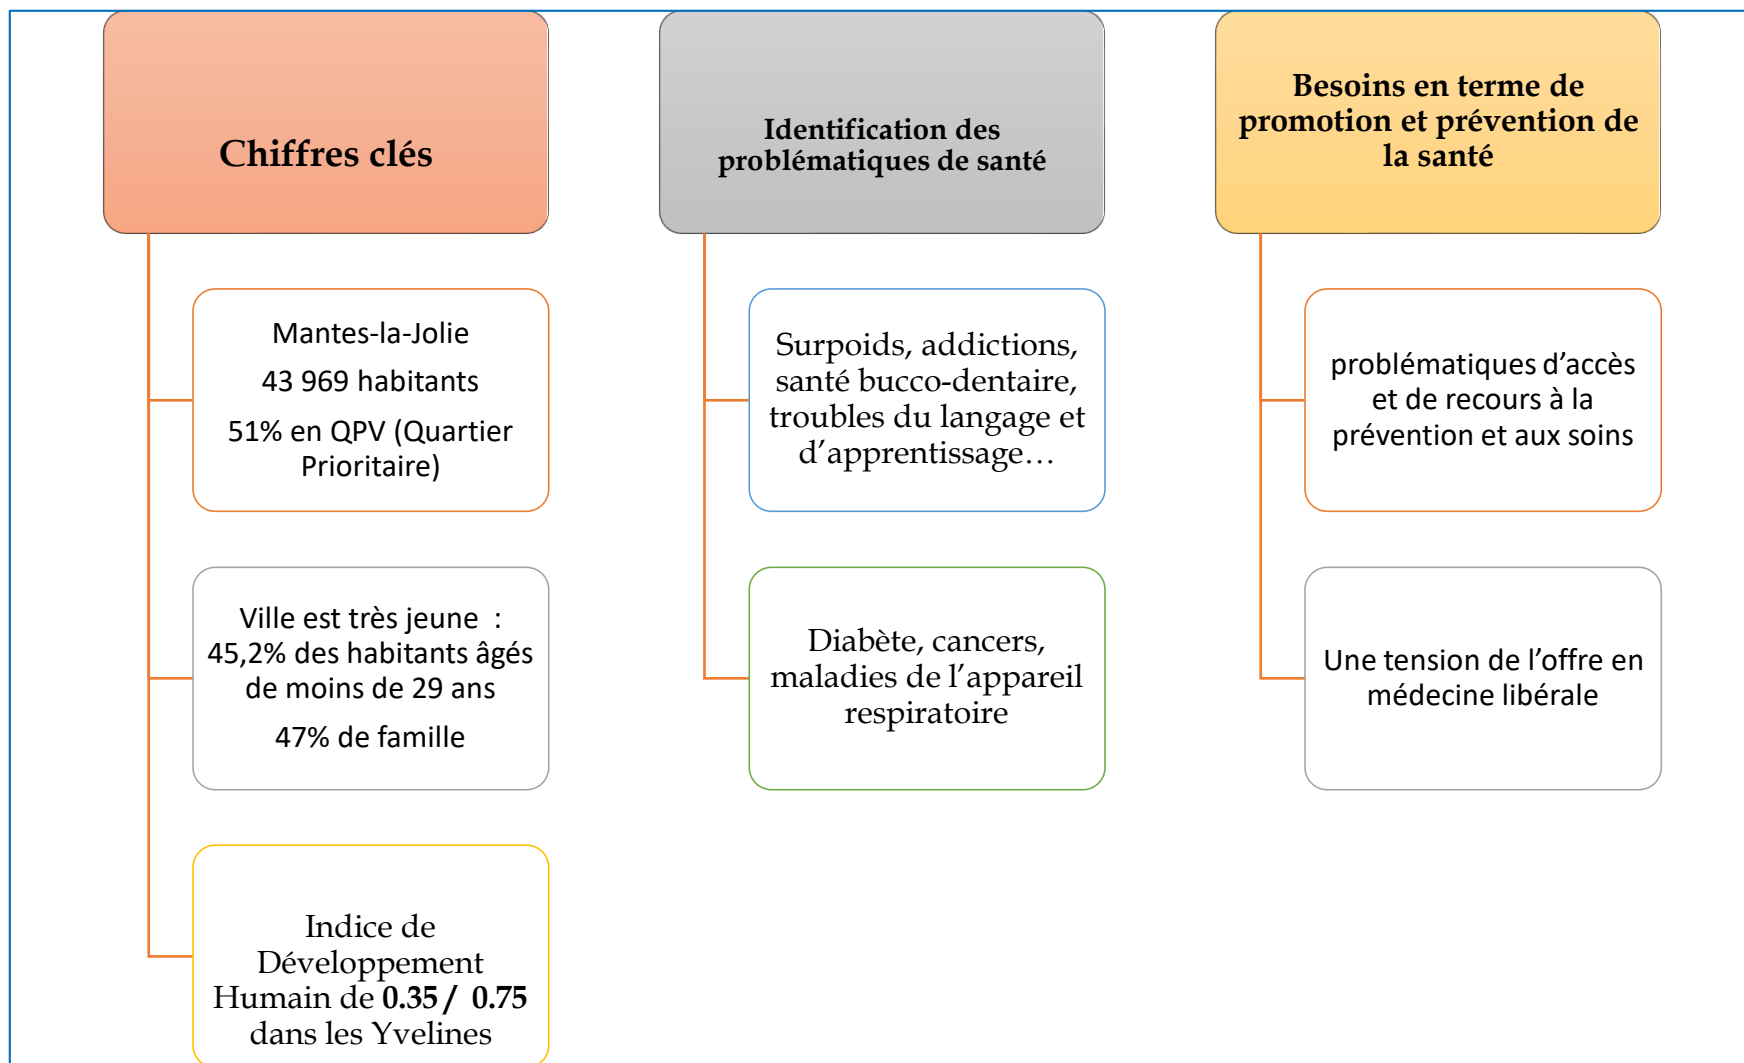 Chiffres clés
Mantes-la-Jolie
43 969 habitants
51% en QPV (Quartier
Prioritaire)
Ville est très jeune  :
45,2% des habitants âgés
de moins de 29 ans
47% de famille
Indice de
Développement
Humain de 0.35 / 0.75
dans les Yvelines
Identification des
problématiques de santé
Surpoids, addictions,
santé bucco-dentaire,
troubles du langage et
d’apprentissage…
Diabète, cancers,
maladies de l’appareil
respiratoire
Besoins en terme de
promotion et prévention de
la santé
problématiques d’accès
et de recours à la
prévention et aux soins
Une tension de l’offre en
médecine libérale